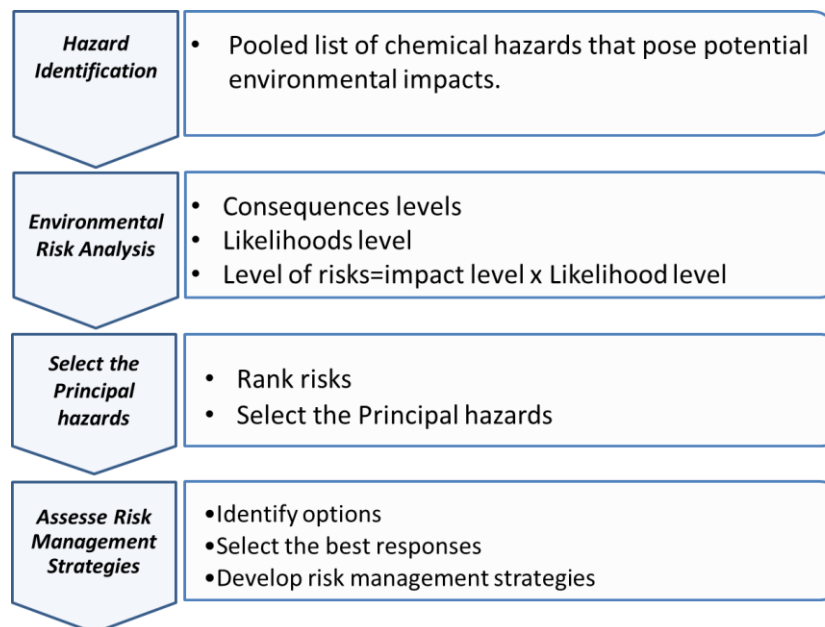 Hazard
Identification
• Pooled list of chemical hazards that pose potential
environmental impacts.
Environmental
Risk Analysis
• Consequences levels
• Likelihoods level
• Level of risks=impact level x Likelihood level
Select the
Principal
hazards
• Rank risks
• Select the Principal hazards
Assesse Risk
Management
Strategies
•Identify options
•Select the best responses
•Develop risk management strategies